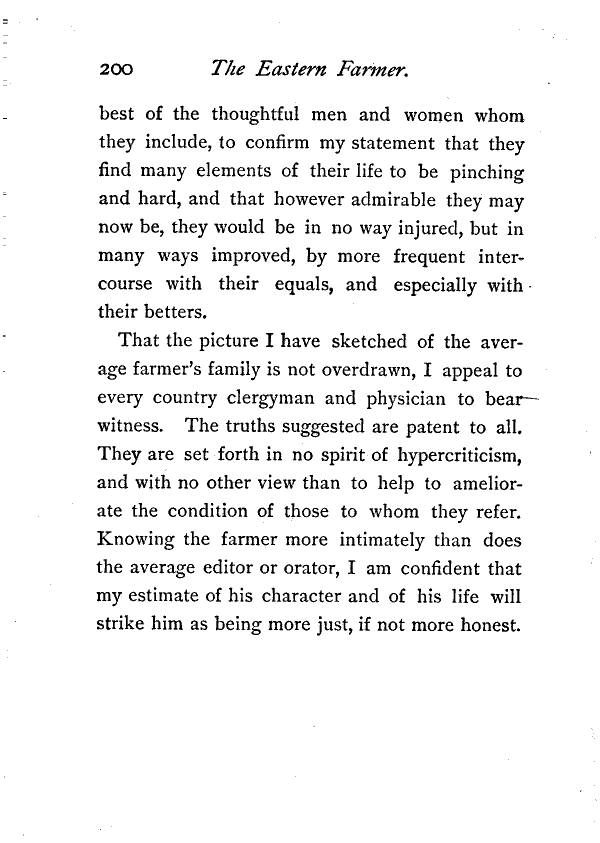 200 The Eastern Farmer.
best of the thoughtful men and women whom
they include, to confirm my statement that they
find many elements of their life to be pinching
and hard, and that however admirable they may
now be, they would be in no way injured, but in
many ways improved, by more frequent inter-
course with their equals, and especially with
their betters.
That the picture I have sketched of the aver-
age farmer's family is not overdrawn, I appeal to
every country clergyman and physician to bear
witness. The truths suggested are patent to all.
They are set forth in no spirit of hypercriticism,
and with no other view than to help to amelior-
ate the condition of those to whom they refer.
Knowing the farmer more intimately than does
the average editor or orator, I am confident that
my estimate of his character and of his life will
strike him as being more just, if not more honest.